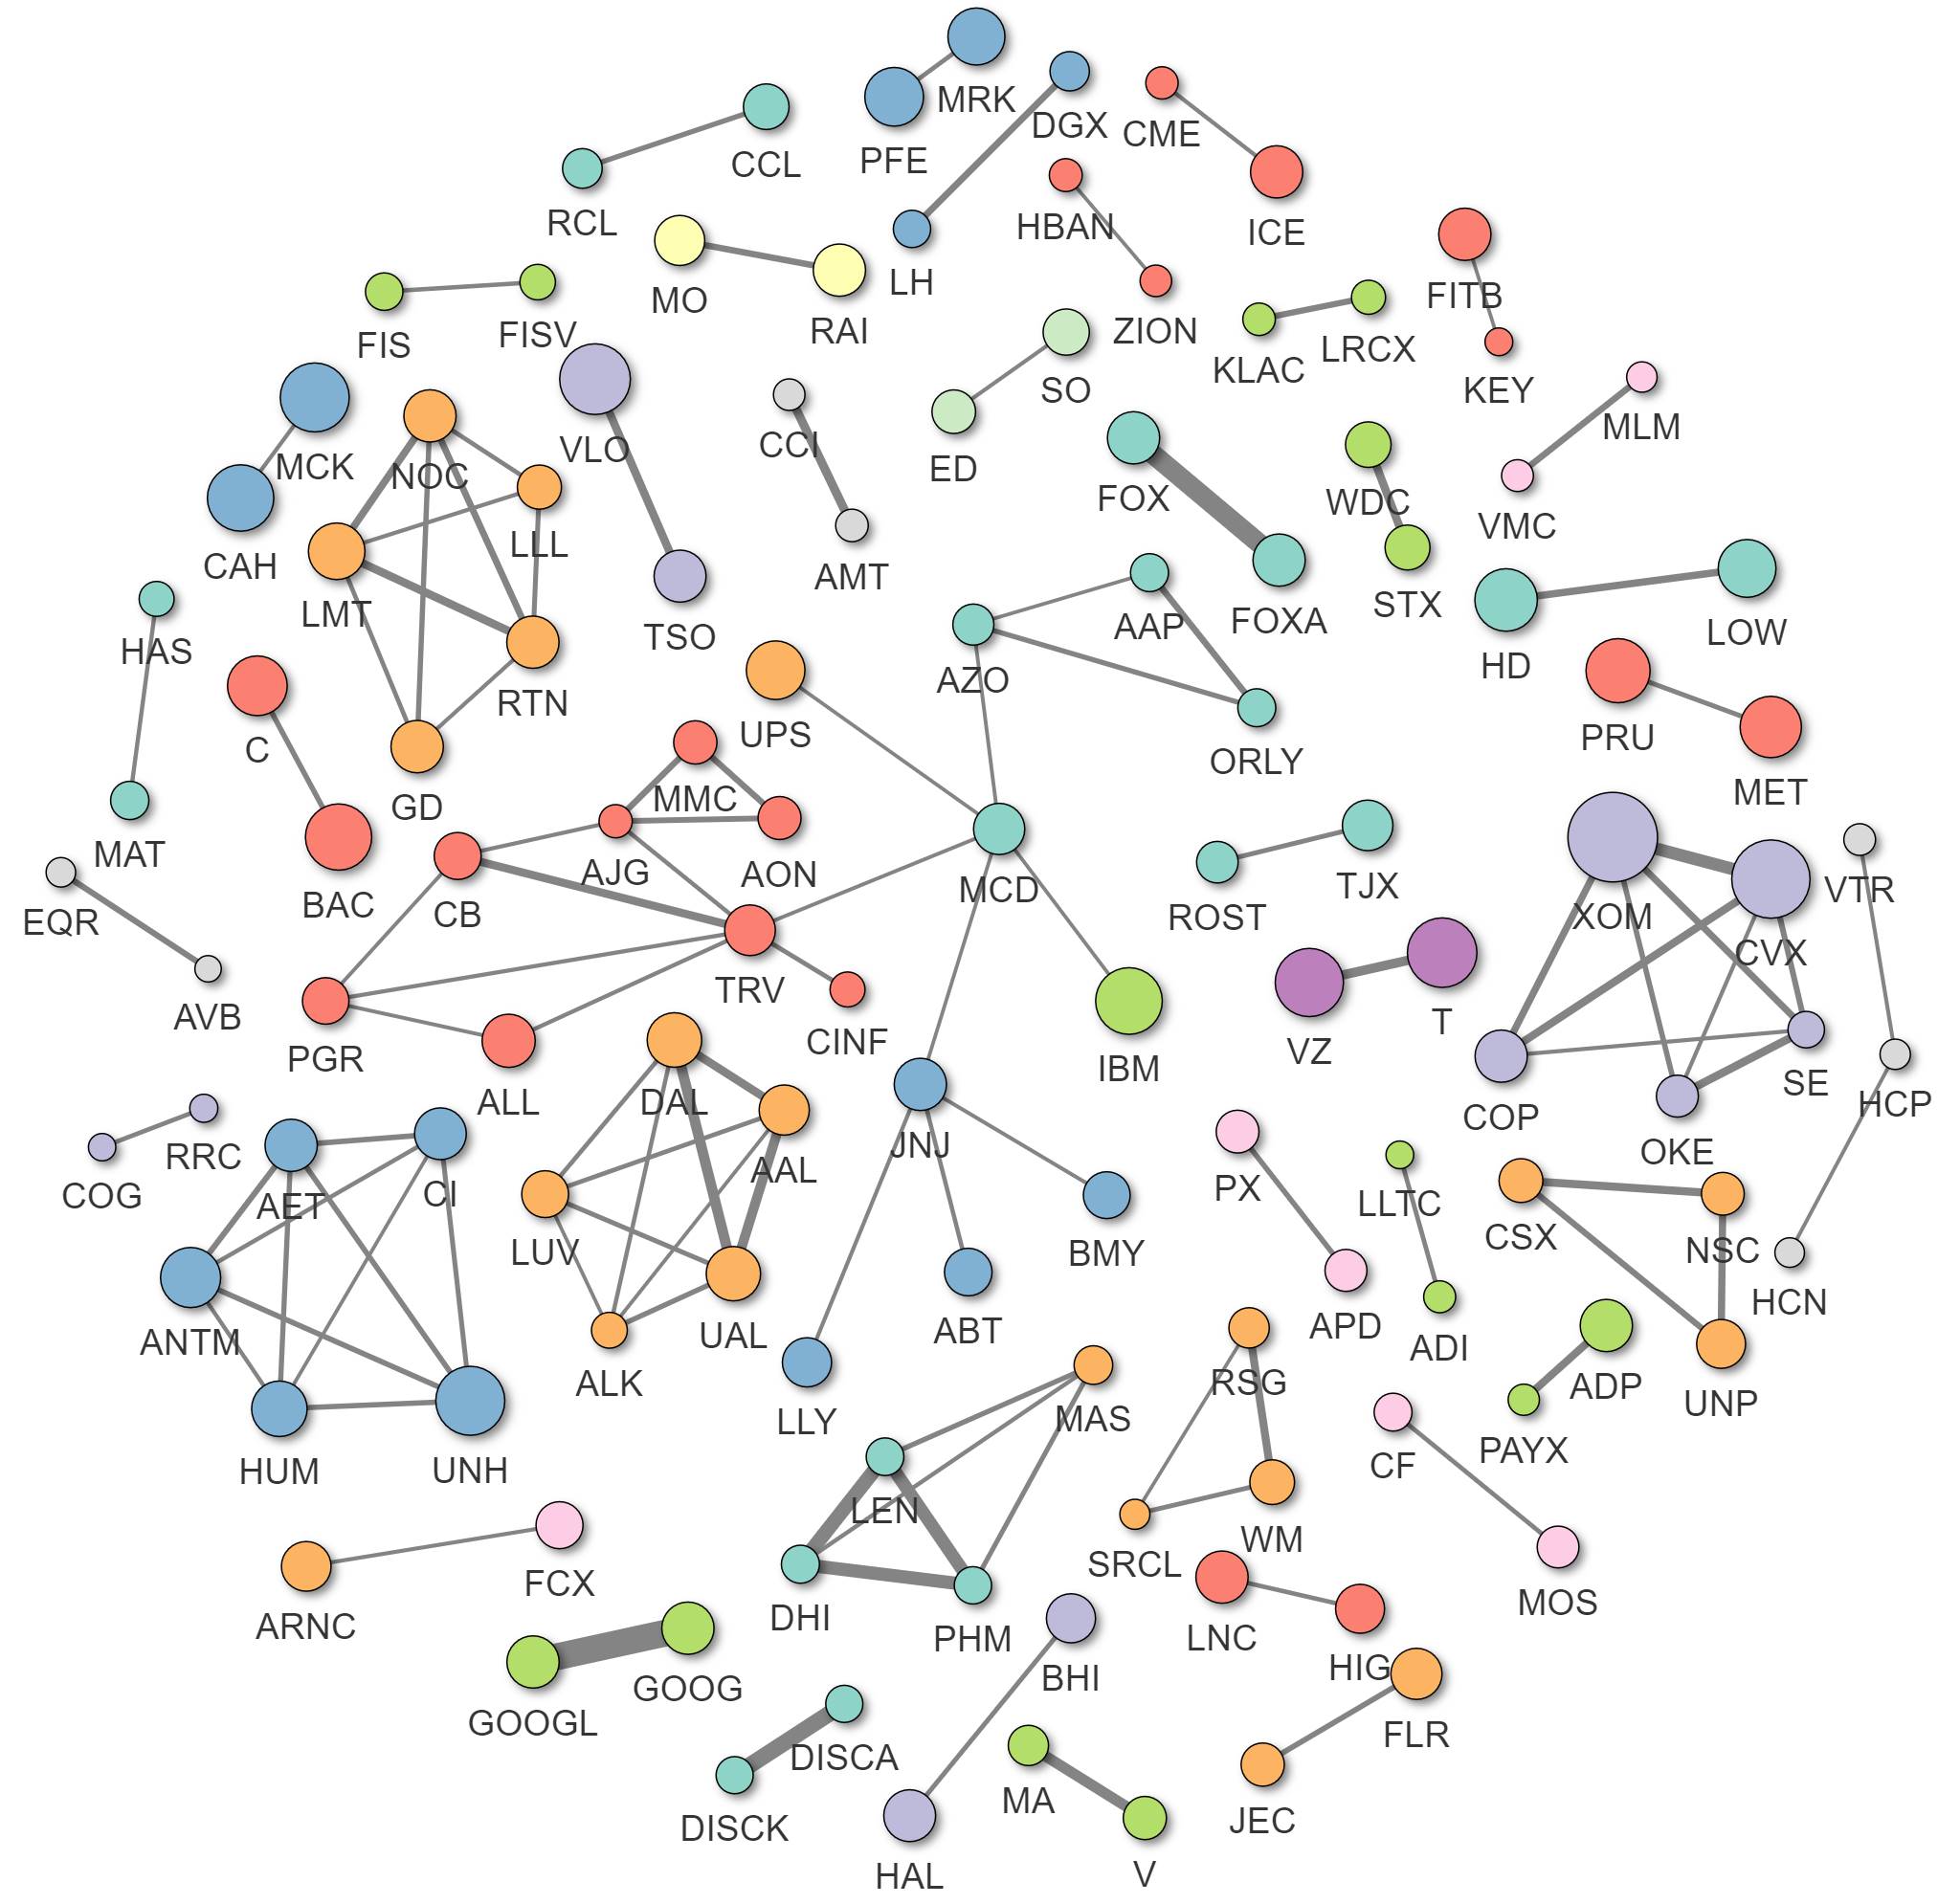 MRK
DGX
CME
CCL
PFE
RCL
HBAN
ICE
LH
MO
RAI
FISV
FIS
ZION
FITB
KLAC
LRCX
KEY
SO
MLM
MCK
NOC
VLO
CCI
ED
FOX
WDC
VMC
CAH
LLL
AMT
LMT
TSO
STX
FOXA
AAP
LOW
HAS
HD
AZO
RTN
UPS
C
ORLY
PRU
MET
GD
MMC
MAT
AJG
AON
MCD
TJX
XOM
VTR
BAC
CB
EQR
ROST
CVX
TRV
AVB
T
CINF
VZ
PGR
IBM
SE
ALL
DAL
COP
HCP
RRC
JNJ
OKE
AAL
COG
AET
CI
PX
LLTC
LUV
BMY
CSX
NSC
HCN
ANTM
UAL
ABT
APD
ADI
ALK
RSG
ADP
UNP
LLY
MAS
PAYX
HUM
UNH
CF
LEN
WM
SRCL
FCX
MOS
ARNC
DHI
PHM
LNC
HIG
BHI
GOOG
GOOGL
FLR
DISCA
MA
JEC
DISCK
HAL
V